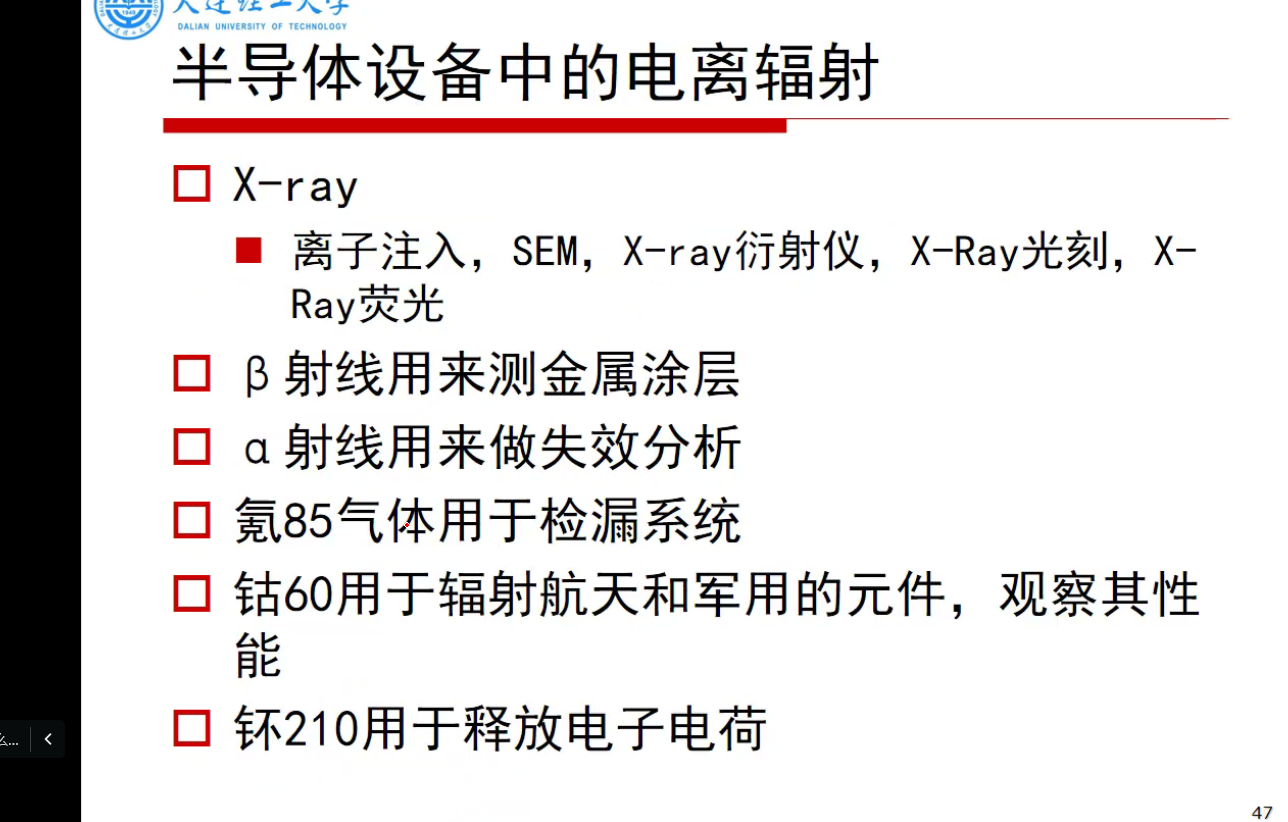 DALIAN UNIVERSITY OF TECHNOLOGY
半导体设备中的电离辐射
X-ray
离子注入，SEM，X-ray衍射仪，X-Ray光刻，X-
Ray荧光
β射线用来测金属涂层
α射线用来做失效分析
氪85气体用于检漏系统
钴60用于辐射航天和军用的元件，观察其性
能
钚210用于释放电子电荷
47